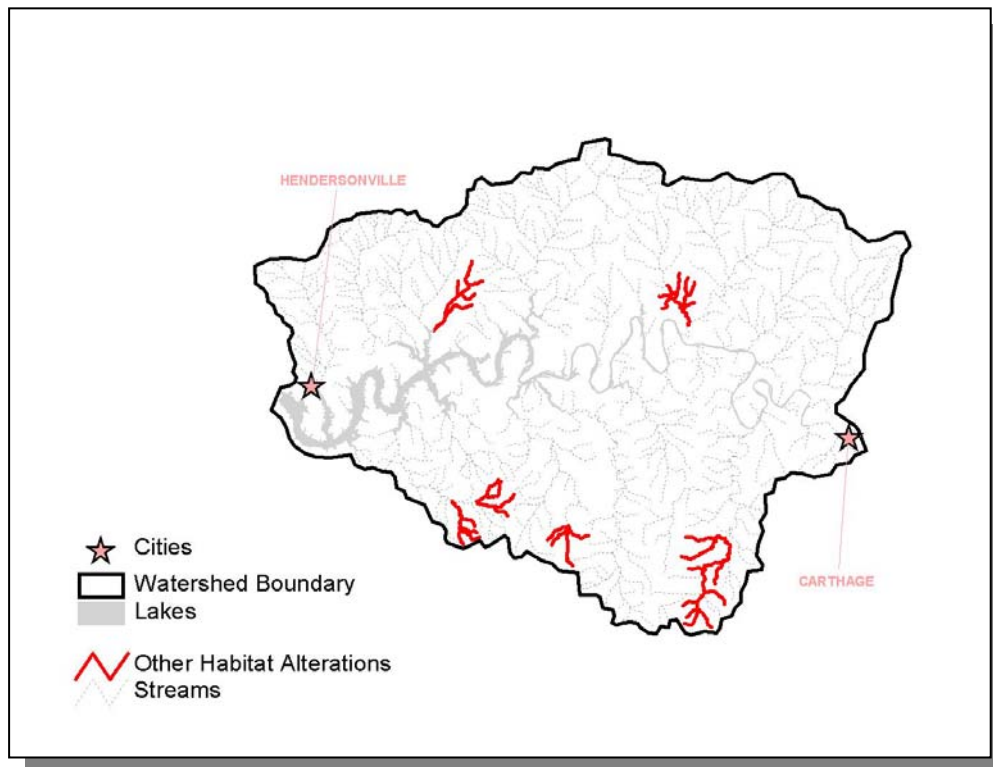 HENDERSONVILLE
Cities
Watershed Boundary
Lakes
CARTHAGE
Other Habitat Alterations
Streams